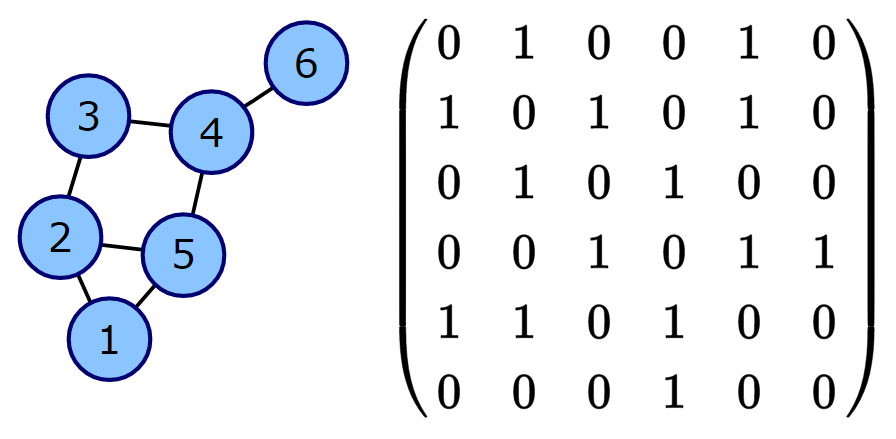 6
3
4
2
5
1
0 1 0 0 1 0
1 0 1 0 1 0
0 1 0 1 0 0
0 0 1 0 1 1
1 1 0 1 0 0
0 0 0 1 0 0